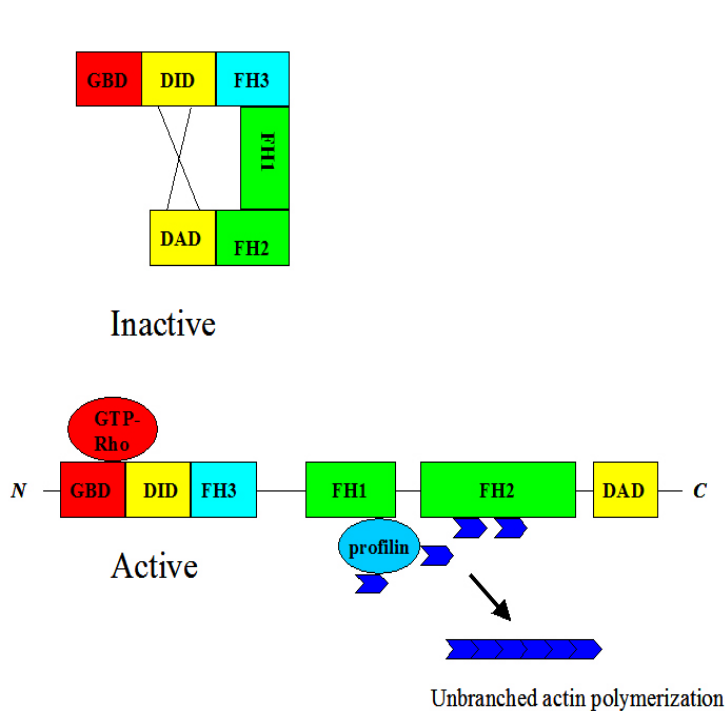 GBD DID FH3
FH1
DAD FH2
Inactive
GTP-
Rho
N GBD DID FH3 FH1 FH2 DAD C
profilin
Active
Unbranched actin polymerization